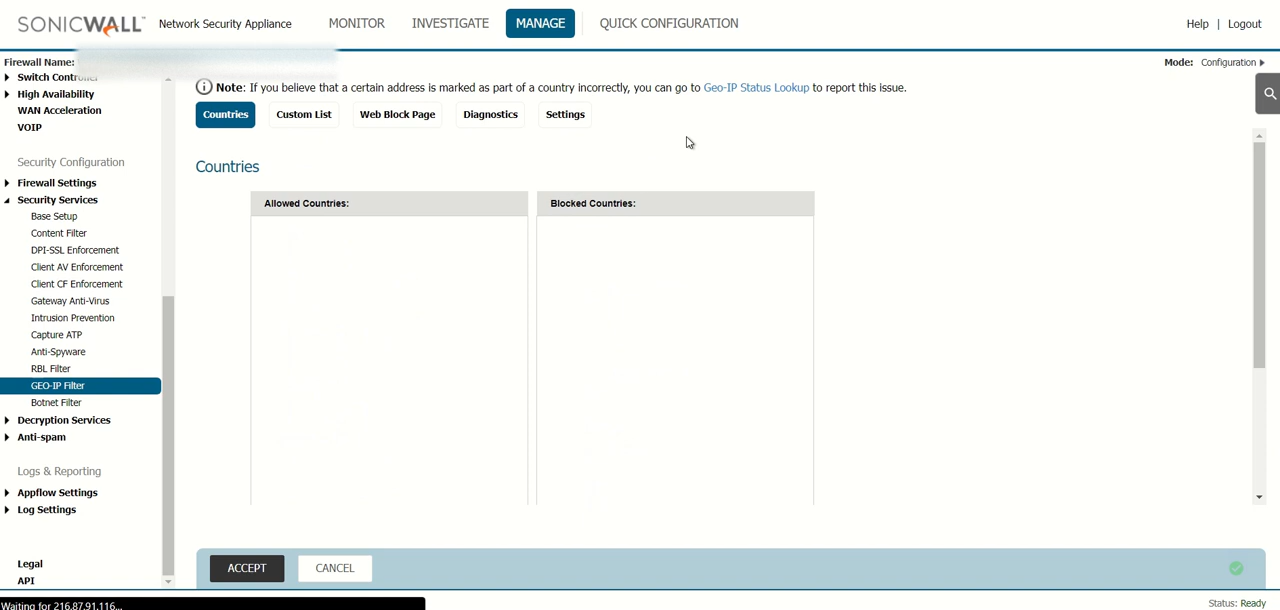 SONICWALL Network Security Appliance MONITOR INVESTIGATE MANAGE QUICK CONFIGURATION Help | Logout
Firewall Name: Mode: Configuration
Switch Controller
High Availability
WAN Acceleration
VOIP
Security Configuration
Firewall Settings
Security Services
Base Setup
Content Filter
DPI-SSL Enforcement
Client AV Enforcement
Client CF Enforcement
Gateway Anti-Virus
Intrusion Prevention
Capture ATP
Anti-Spyware
RBL Filter
GEO-IP Filter
Botnet Filter
Decryption Services
Anti-spam
Logs & Reporting
Appflow Settings
Log Settings
Legal
API
Note: If you believe that a certain address is marked as part of a country incorrectly, you can go to Geo-IP Status Lookup to report this issue.
Countries Custom List Web Block Page Diagnostics Settings
Countries
Allowed Countries: Blocked Countries:
ACCEPT CANCEL
Waiting for 216.87.91.116...
Status: Ready